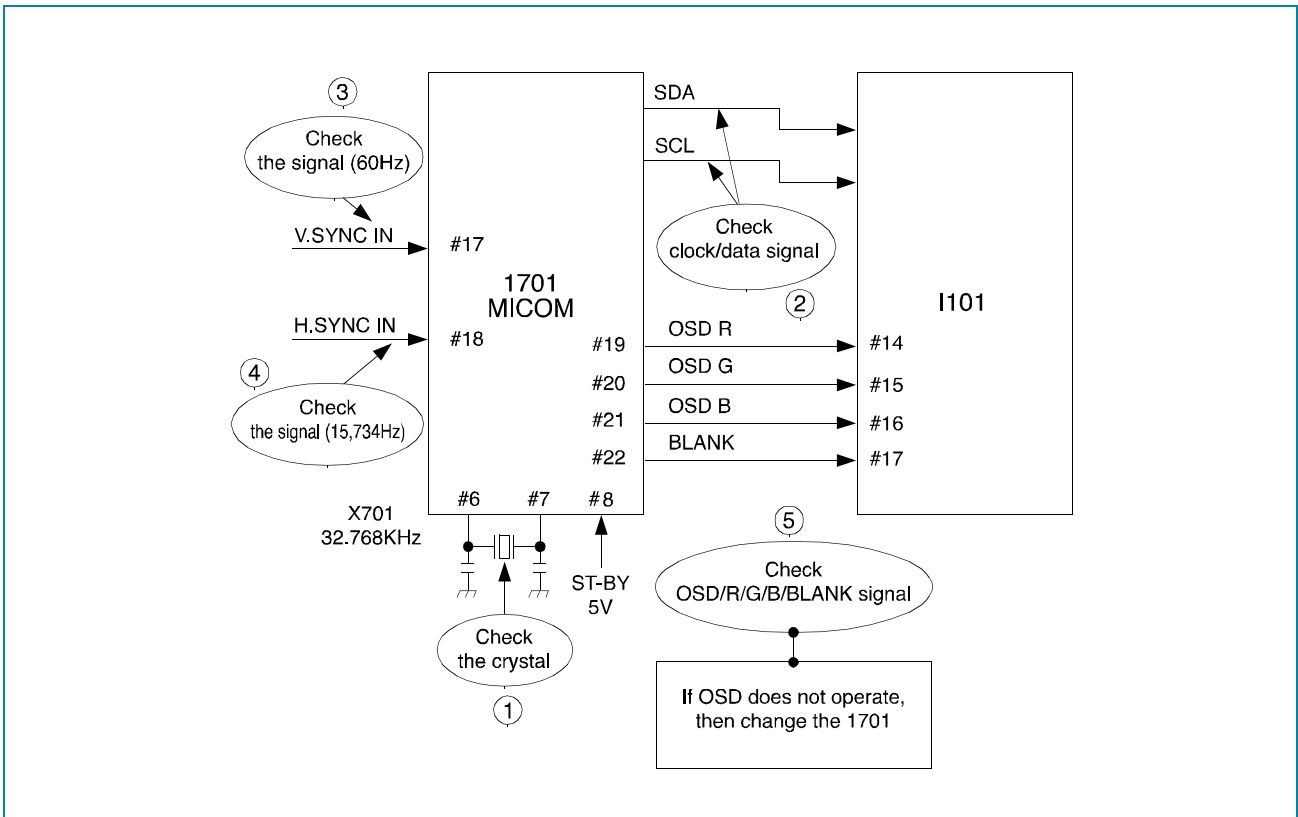 3
Check
the signal (60Hz)
V.SYNC IN
#17
H.SYNC IN
#18
4
Check
the signal (15,734Hz)
1701
MICOM
SDA
SCL
Check
clock/data signal
2
I101
#19
OSD R
#14
#20
OSD G
#15
#21
OSD B
#16
#22
BLANK
#17
#6
#7
#8
X701
32.768KHz
ST-BY
5V
Check
the crystal
1
5
Check
OSD/R/G/B/BLANK signal
If OSD does not operate,
then change the 1701